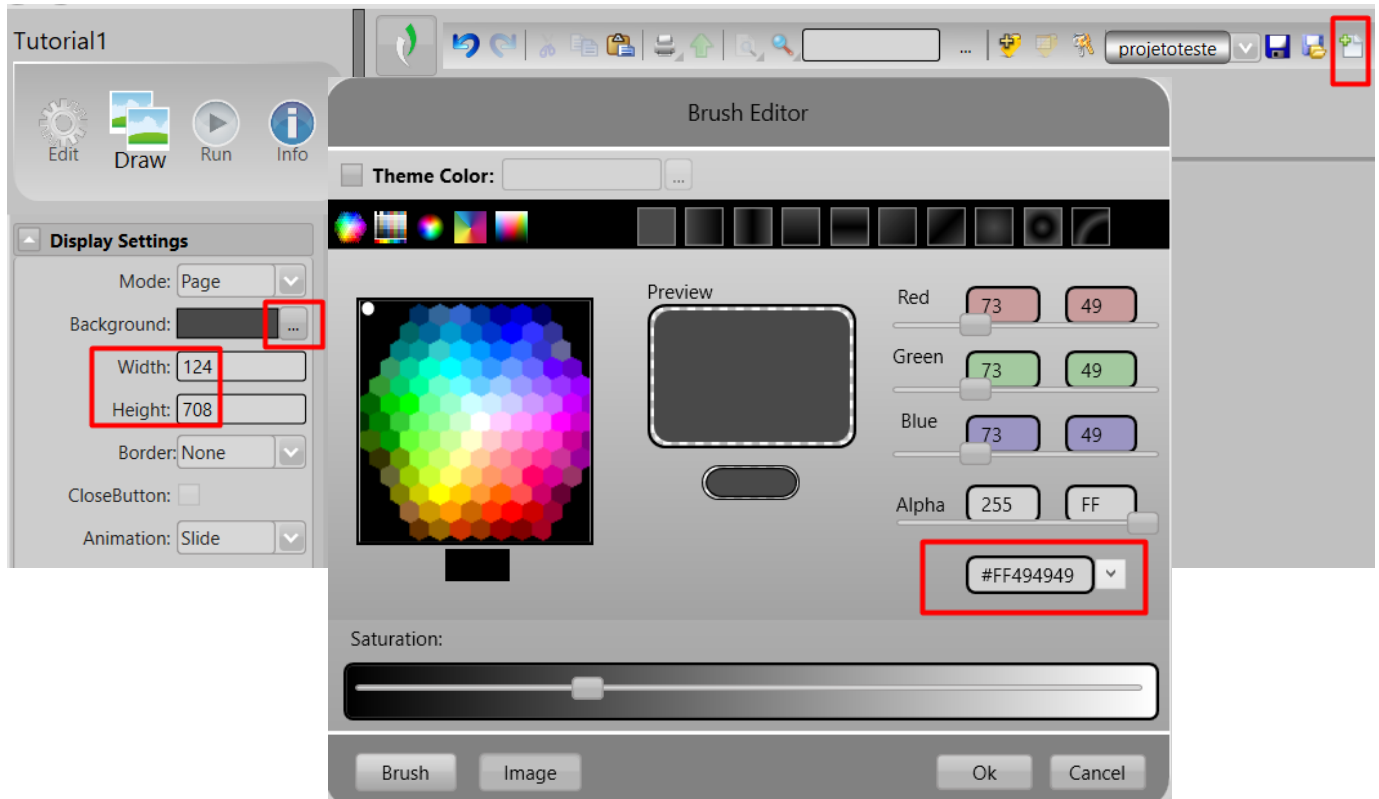 Tutorial1
Edit
Draw
Run
Info
... projetoteste
Display Settings
Mode: Page
Background: ...
Width: 124
Height: 708
Border: None
CloseButton:
Animation: Slide
Brush Editor
Theme Color: ...
Preview
Red 73 49
Green 73 49
Blue 73 49
Alpha 255 FF
#FF494949
Saturation:
Brush Image Ok Cancel